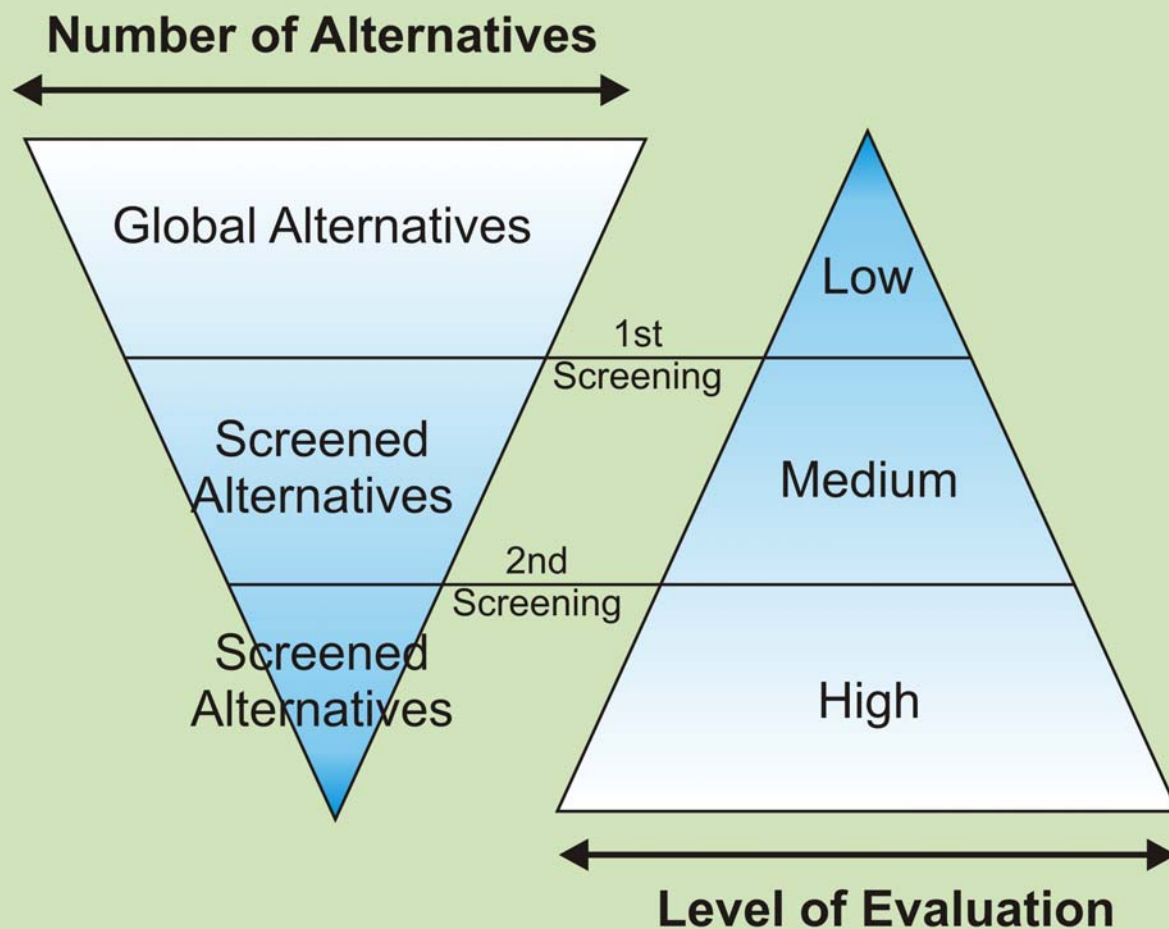 Number of Alternatives
Global Alternatives
Low
1st
Screening
Screened
Alternatives
Medium
2nd
Screening
Screened
Alternatives
High
Level of Evaluation